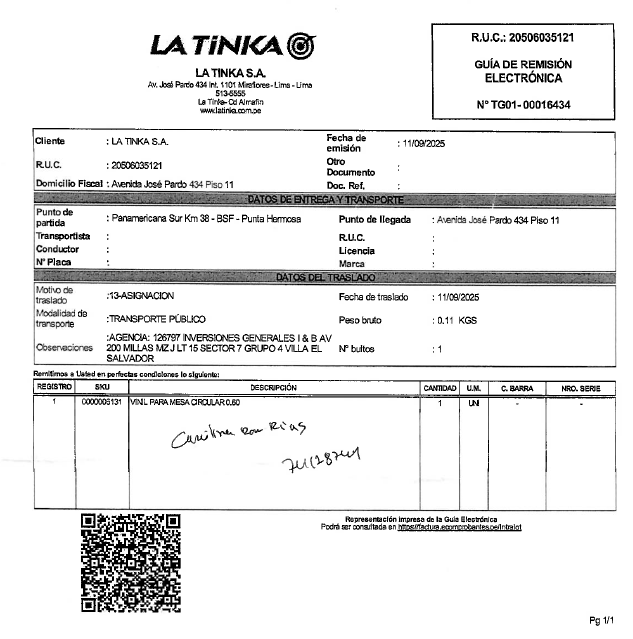 LA TiNKA
LA TINKA S.A.
Av. José Pardo 434 Int. 1101 Miraflores - Lima - Lima
513-5555
La Tinka- Cd Almafin
www.latinka.com.pe
R.U.C.: 20506035121
GUÍA DE REMISIÓN
ELECTRÓNICA
N° TG01- 00016434
Cliente : LA TINKA S.A.
Fecha de emisión : 11/09/2025
R.U.C. : 20506035121
Otro Documento :
Domicilio Fiscal : Avenida José Pardo 434 Piso 11
Doc. Ref. :
DATOS DE ENTREGA Y TRANSPORTE
Punto de partida : Panamericana Sur Km 38 - BSF - Punta Hermosa
Punto de llegada : Avenida José Pardo 434 Piso 11
Transportista : R.U.C. :
Conductor : Licencia :
N° Placa : Marca :
DATOS DEL TRASLADO
Motivo de traslado :13-ASIGNACION
Fecha de traslado : 11/09/2025
Modalidad de transporte :TRANSPORTE PÚBLICO
Peso bruto : 0.11 KGS
Observaciones :AGENCIA: 126797 INVERSIONES GENERALES I & B AV
200 MILLAS MZ J LT 15 SECTOR 7 GRUPO 4 VILLA EL
SALVADOR
N° bultos : 1
Remitimos a Usted en perfectas condiciones lo siguiente:
REGISTRO SKU DESCRIPCIÓN CANTIDAD U.M. C. BARRA NRO. SERIE
1 0000005131 VINIL PARA MESA CIRCULAR 0.60 1 UNI - -
Carolina Rias
Representación Impresa de la Guía Electrónica
Podrá ser consultada en https://factura.ecomprobantes.pe/Intralot
Pg 1/1